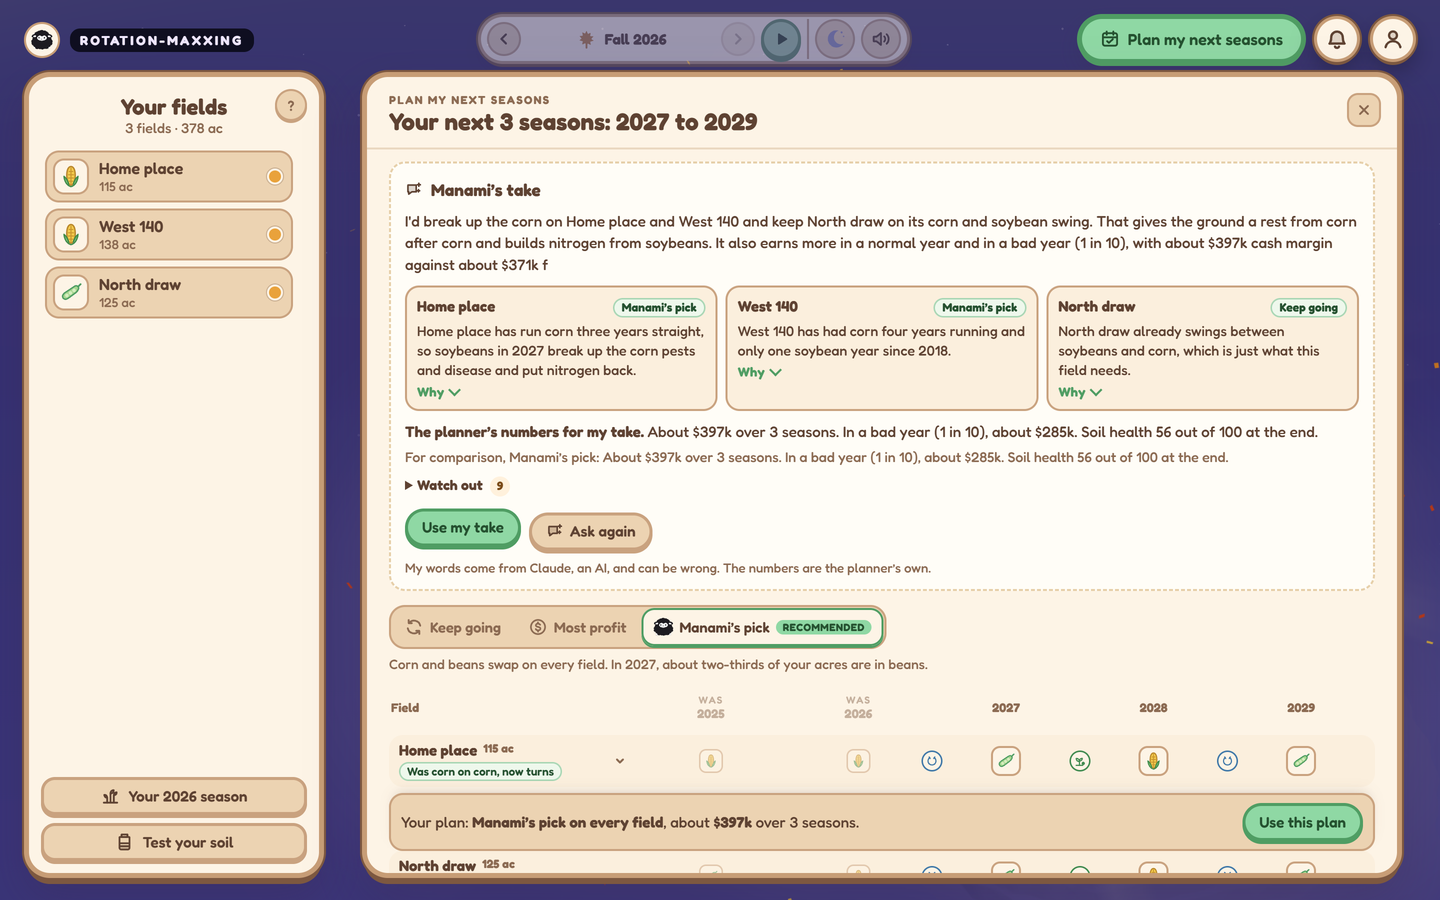 ROTATION-MAXXING
Fall 2026
Plan my next seasons
Your fields
?
3 fields · 378 ac
Home place
115 ac
West 140
138 ac
North draw
125 ac
Your 2026 season
Test your soil
PLAN MY NEXT SEASONS
Your next 3 seasons: 2027 to 2029
Manami's take
I'd break up the corn on Home place and West 140 and keep North draw on its corn and soybean swing. That gives the ground a rest from corn
after corn and builds nitrogen from soybeans. It also earns more in a normal year and in a bad year (1 in 10), with about $397k cash margin
against about $371k f
Home place
Manami's pick
Home place has run corn three years straight,
so soybeans in 2027 break up the corn pests
and disease and put nitrogen back.
Why
West 140
Manami's pick
West 140 has had corn four years running and
only one soybean year since 2018.
Why
North draw
Keep going
North draw already swings between
soybeans and corn, which is just what this
field needs.
Why
The planner's numbers for my take. About $397k over 3 seasons. In a bad year (1 in 10), about $285k. Soil health 56 out of 100 at the end.
For comparison, Manami's pick: About $397k over 3 seasons. In a bad year (1 in 10), about $285k. Soil health 56 out of 100 at the end.
Watch out 9
Use my take
Ask again
My words come from Claude, an AI, and can be wrong. The numbers are the planner's own.
Keep going
Most profit
Manami's pick RECOMMENDED
Corn and beans swap on every field. In 2027, about two-thirds of your acres are in beans.
Field
WAS
2025
WAS
2026
2027
2028
2029
Home place 115 ac
Was corn on corn, now turns
Your plan: Manami's pick on every field, about $397k over 3 seasons.
Use this plan
North draw 125 ac